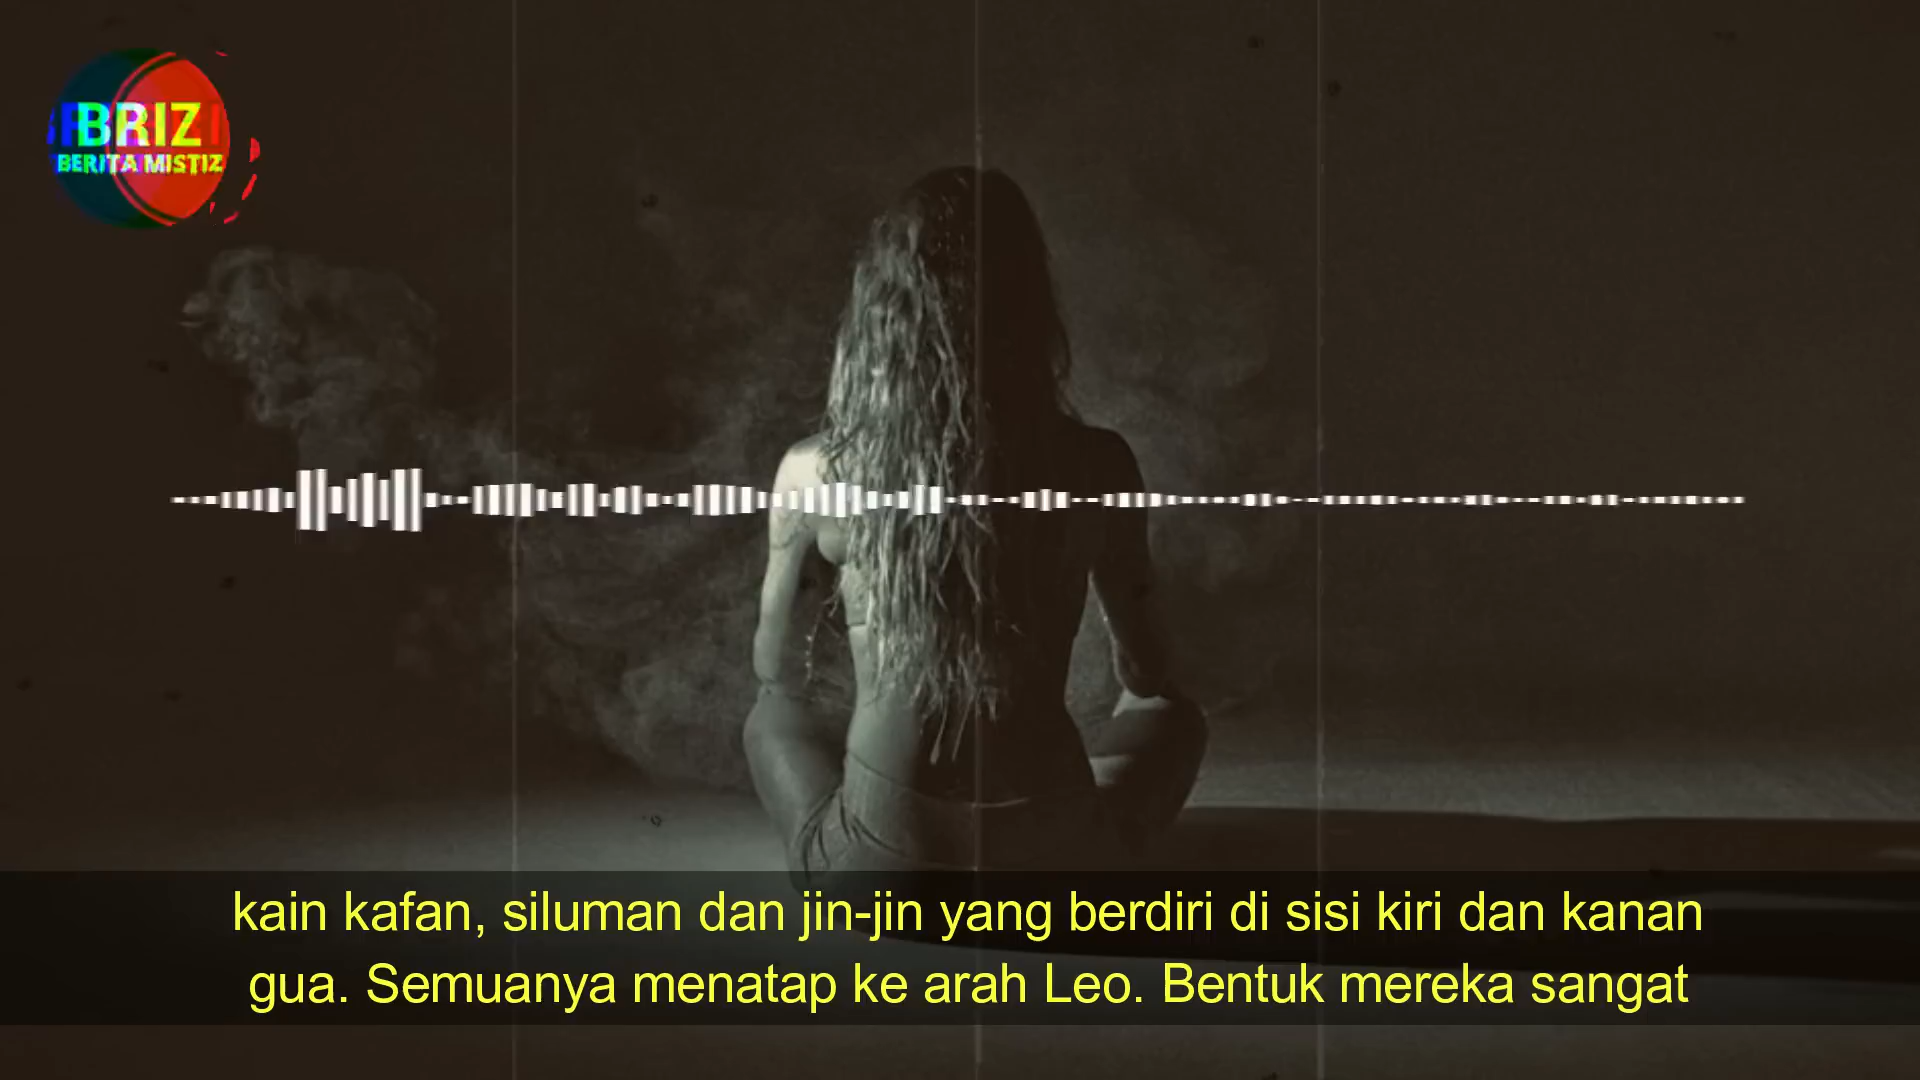 BRIZ
BERITA MISTIZ
kain kafan, siluman dan jin-jin yang berdiri di sisi kiri dan kanan
gua. Semuanya menatap ke arah Leo. Bentuk mereka sangat